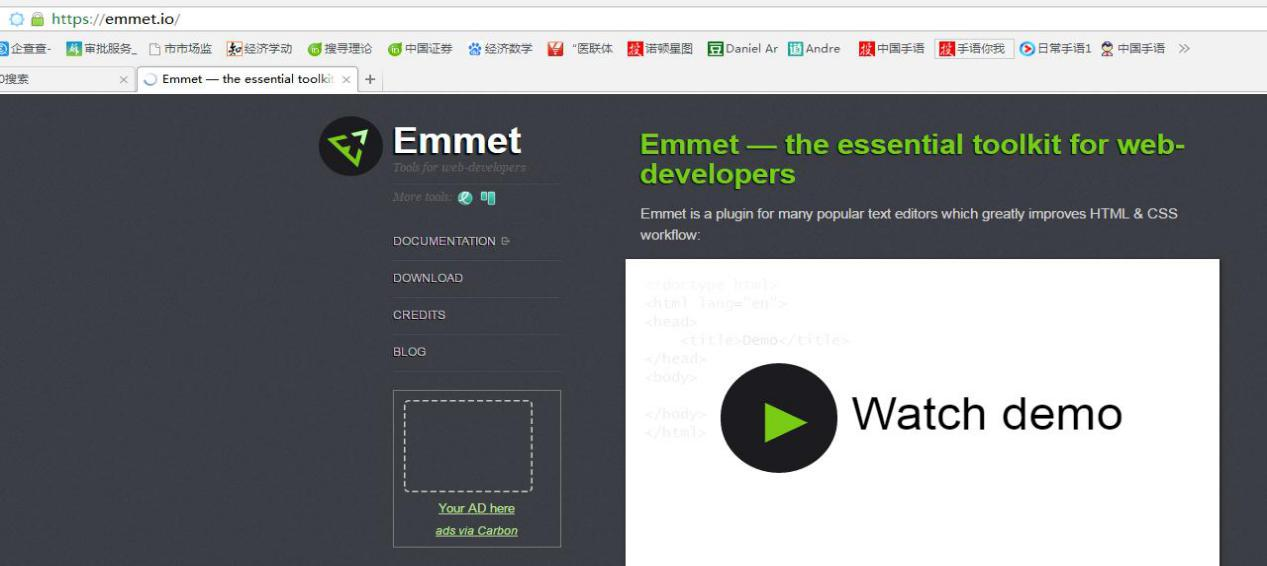 https://emmet.io/
企查查-
审批服务_
市市场监
经济学动
搜寻理论
中国证券
经济数学
"医联体
诺顿星图
Daniel Ar
Andre
中国手语
手语你我
日常手语1
中国手语
0搜素
Emmet — the essential toolkit
Emmet
Tools for web-developers
More tools:
DOCUMENTATION
DOWNLOAD
CREDITS
BLOG
Your AD here
ads via Carbon
Emmet — the essential toolkit for web-
developers
Emmet is a plugin for many popular text editors which greatly improves HTML & CSS
workflow:
<!doctype html>
<html lang="en">
<head>
<title>Demo</title>
</head>
<body>
</body>
</html>
Watch demo